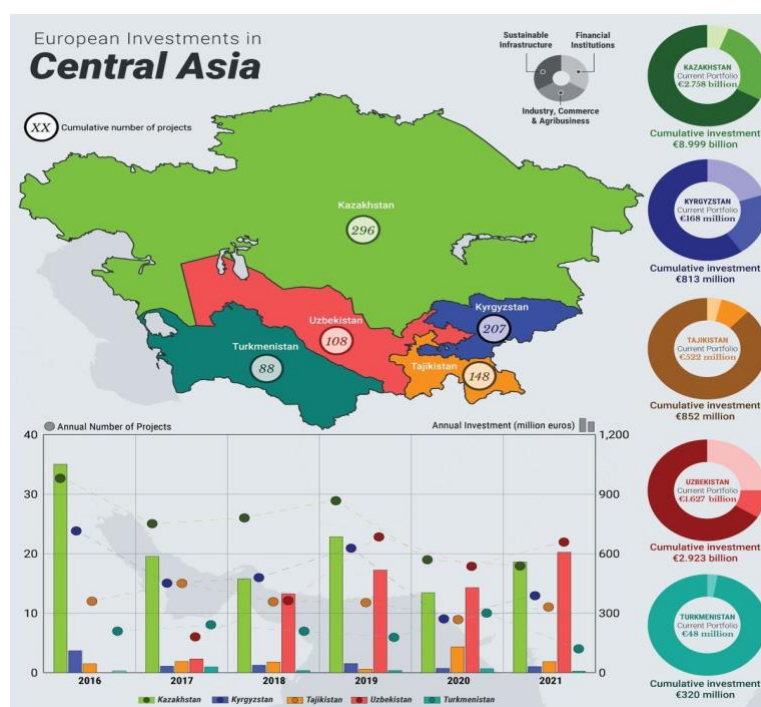 European Investments in
Central Asia
XX Cumulative number of projects
Sustainable
Infrastructure
Financial
Institutions
Industry, Commerce
& Agribusiness
Kazakhstan
296
Uzbekistan
108
Turkmenistan
88
Kyrgyzstan
207
Tajikistan
148
KAZAKHSTAN
Current Portfolio
€2.758 billion
Cumulative investment
€8.999 billion
KYRGYZSTAN
Current Portfolio
€168 million
Cumulative investment
€813 million
TAJIKISTAN
Current Portfolio
€522 million
Cumulative investment
€852 million
UZBEKISTAN
Current Portfolio
€1.627 billion
Cumulative investment
€2.923 billion
TURKMENISTAN
Current Portfolio
€48 million
Cumulative investment
€320 million
Annual Number of Projects
Annual Investment (million euros)
40 1,200
30 900
20 600
10 300
0 0
2016 2017 2018 2019 2020 2021
Kazakhstan Kyrgyzstan Tajikistan Uzbekistan Turkmenistan